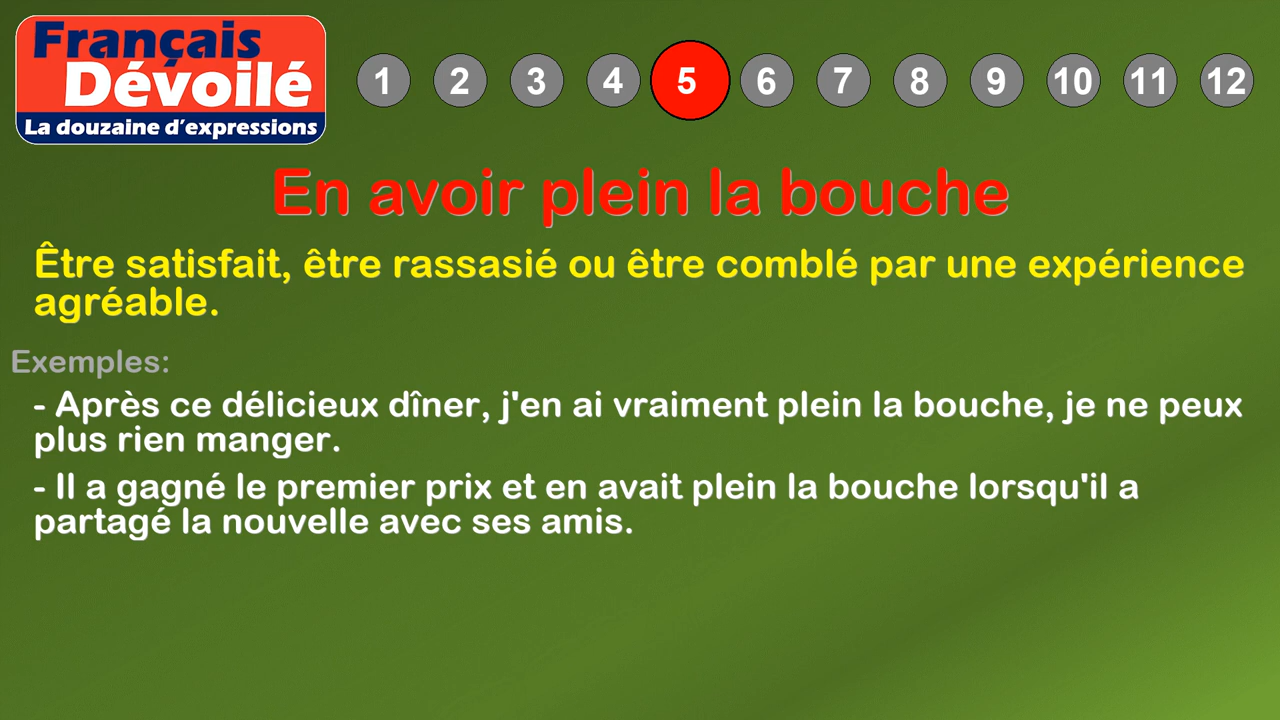 Français
Dévoilé
La douzaine d'expressions
1 2 3 4 5 6 7 8 9 10 11 12
En avoir plein la bouche
Être satisfait, être rassasié ou être comblé par une expérience
agréable.
Exemples:
- Après ce délicieux dîner, j'en ai vraiment plein la bouche, je ne peux
plus rien manger.
- Il a gagné le premier prix et en avait plein la bouche lorsqu'il a
partagé la nouvelle avec ses amis.